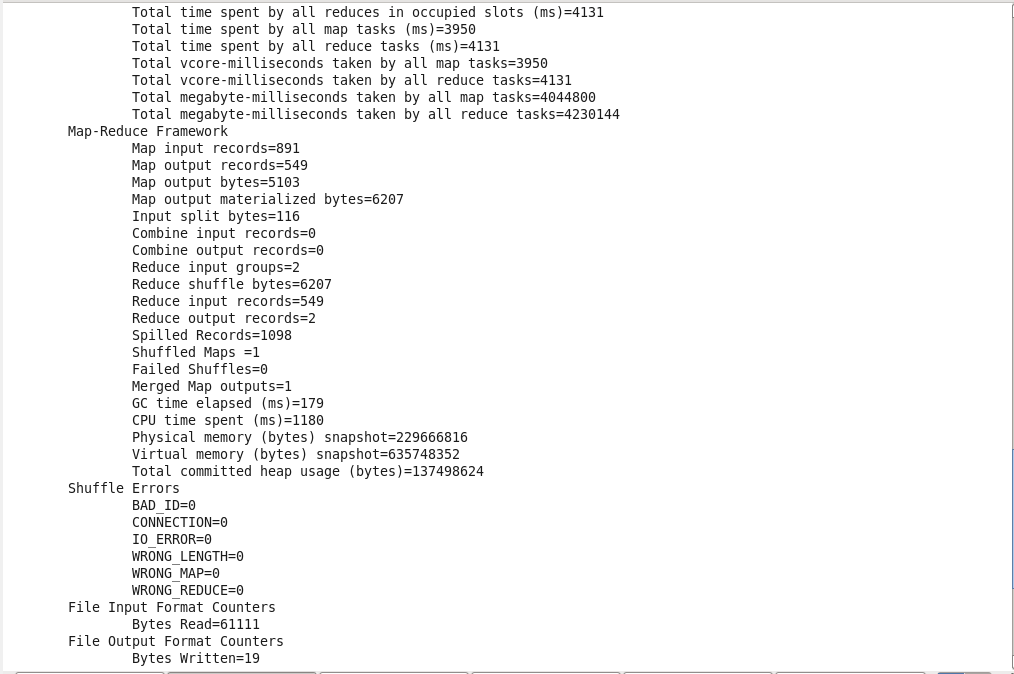 Total time spent by all reduces in occupied slots (ms)=4131
Total time spent by all map tasks (ms)=3950
Total time spent by all reduce tasks (ms)=4131
Total vcore-milliseconds taken by all map tasks=3950
Total vcore-milliseconds taken by all reduce tasks=4131
Total megabyte-milliseconds taken by all map tasks=4044800
Total megabyte-milliseconds taken by all reduce tasks=4230144
Map-Reduce Framework
Map input records=891
Map output records=549
Map output bytes=5103
Map output materialized bytes=6207
Input split bytes=116
Combine input records=0
Combine output records=0
Reduce input groups=2
Reduce shuffle bytes=6207
Reduce input records=549
Reduce output records=2
Spilled Records=1098
Shuffled Maps =1
Failed Shuffles=0
Merged Map outputs=1
GC time elapsed (ms)=179
CPU time spent (ms)=1180
Physical memory (bytes) snapshot=229666816
Virtual memory (bytes) snapshot=635748352
Total committed heap usage (bytes)=137498624
Shuffle Errors
BAD_ID=0
CONNECTION=0
IO_ERROR=0
WRONG_LENGTH=0
WRONG_MAP=0
WRONG_REDUCE=0
File Input Format Counters
Bytes Read=61111
File Output Format Counters
Bytes Written=19